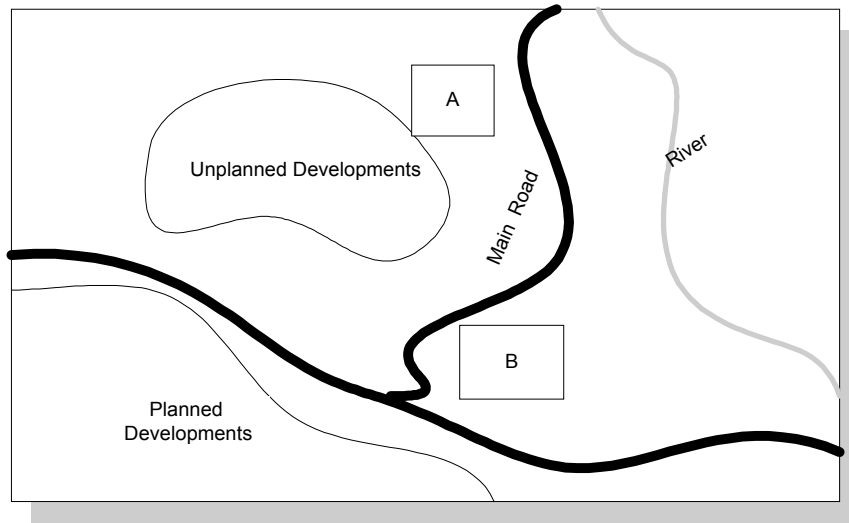 A
Unplanned Developments
River
Main Road
B
Planned
Developments